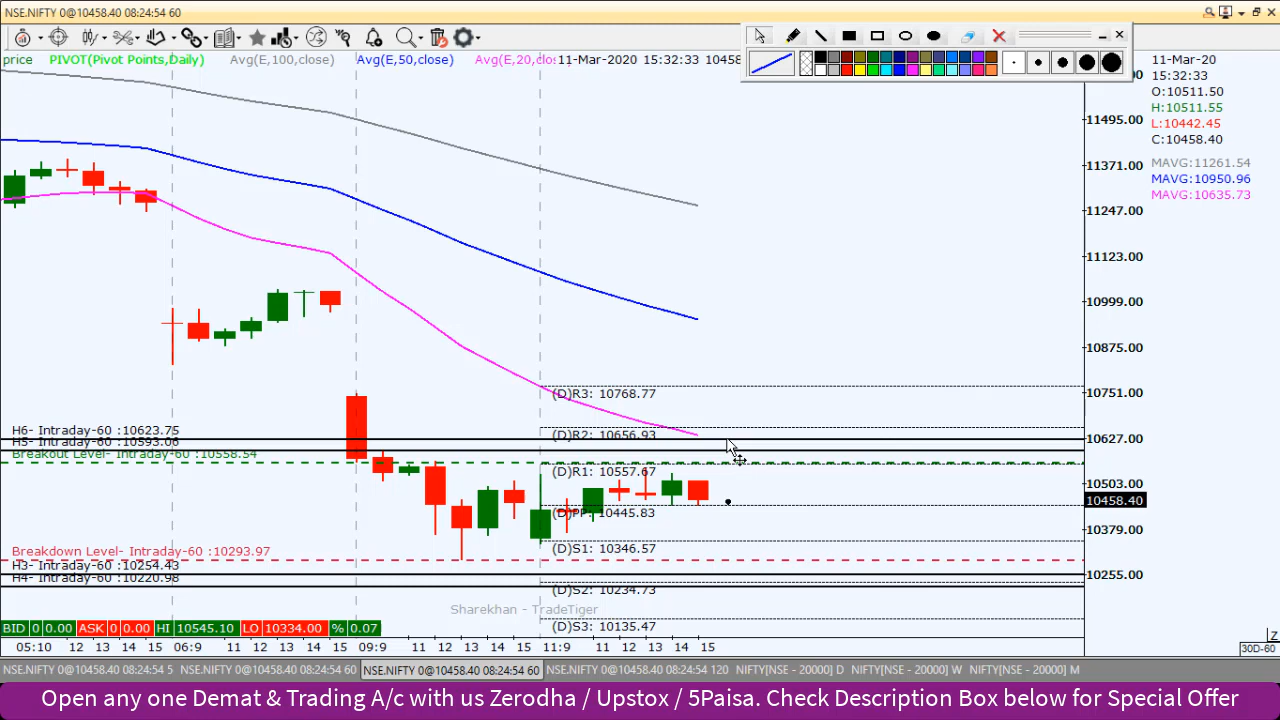 NSE.NIFTY 0@10458.40 08:24:54 60
price PIVOT(Pivot Points,Daily) Avg(E,100,close) Avg(E,50,close) Avg(E,20,clos 11-Mar-2020 15:32:33 10458
11-Mar-20
15:32:33
O:10511.50
H:10511.55
L:10442.45
C:10458.40
MAVG:11261.54
MAVG:10950.96
MAVG:10635.73
11495.00
11371.00
11247.00
11123.00
10999.00
10875.00
10751.00
10627.00
10503.00
10458.40
10379.00
10255.00
(D)R3: 10768.77
H6- Intraday-60 :10623.75
(D)R2: 10656.93
H5- Intraday-60 :10593.06
Breakout Level- Intraday-60 :10558.54
(D)R1: 10557.67
(D)PP: 10445.83
Breakdown Level- Intraday-60 :10293.97
(D)S1: 10346.57
H3- Intraday-60 :10254.43
H4- Intraday-60 :10220.98
(D)S2: 10234.73
Sharekhan - TradeTiger
(D)S3: 10135.47
BID 0 0.00 ASK 0 0.00 HI 10545.10 LO 10334.00 % 0.07
05:10 12 13 14 15 06:9 11 12 13 14 15 09:9 11 12 13 14 15 11:9 11 12 13 14 15
Z
30D-60
NSE.NIFTY 0@10458.40 08:24:54 5 NSE.NIFTY 0@10458.40 08:24:54 60 NSE.NIFTY 0@10458.40 08:24:54 60 NSE.NIFTY 0@10458.40 08:24:54 120 NIFTY[NSE - 20000] D NIFTY[NSE - 20000] W NIFTY[NSE - 20000] M
Open any one Demat & Trading A/c with us Zerodha / Upstox / 5Paisa. Check Description Box below for Special Offer